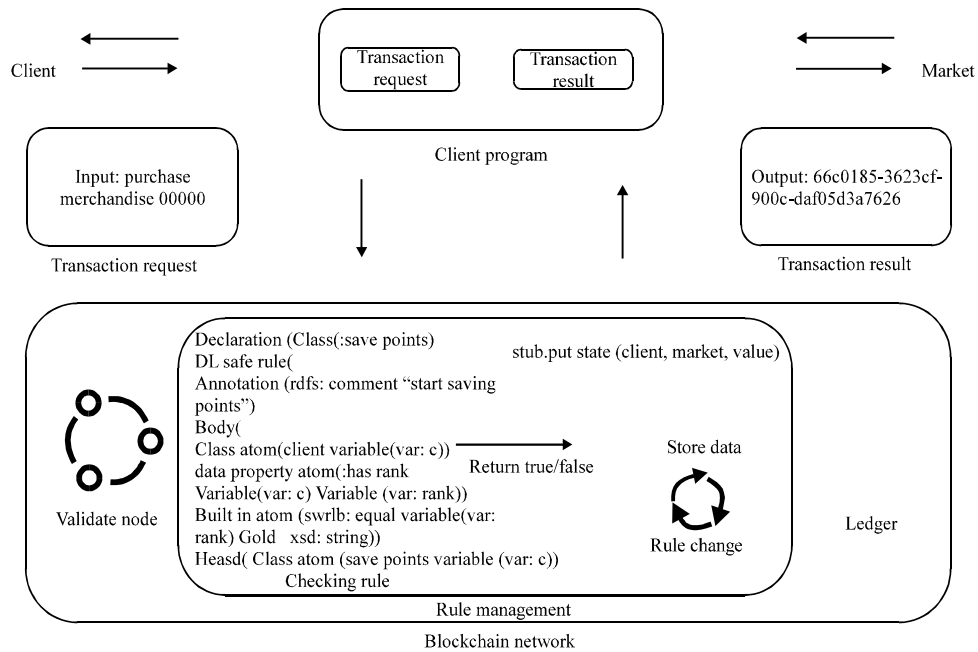 Client
Transaction
request
Transaction
result
Market
Client program
Input: purchase
merchandise 00000
Transaction request
Output: 66c0185-3623cf-
900c-daf05d3a7626
Transaction result
Declaration (Class(:save points)
DL safe rule(
Annotation (rdfs: comment “start saving
points”)
Body(
Class atom(client variable(var: c))
data property atom(:has rank
Variable(var: c) Variable (var: rank))
Built in atom (swrlb: equal variable(var:
rank) Gold xsd: string))
Heasd( Class atom (save points variable (var: c))
Checking rule
Return true/false
stub.put state (client, market, value)
Store data
Rule change
Validate node
Ledger
Rule management
Blockchain network